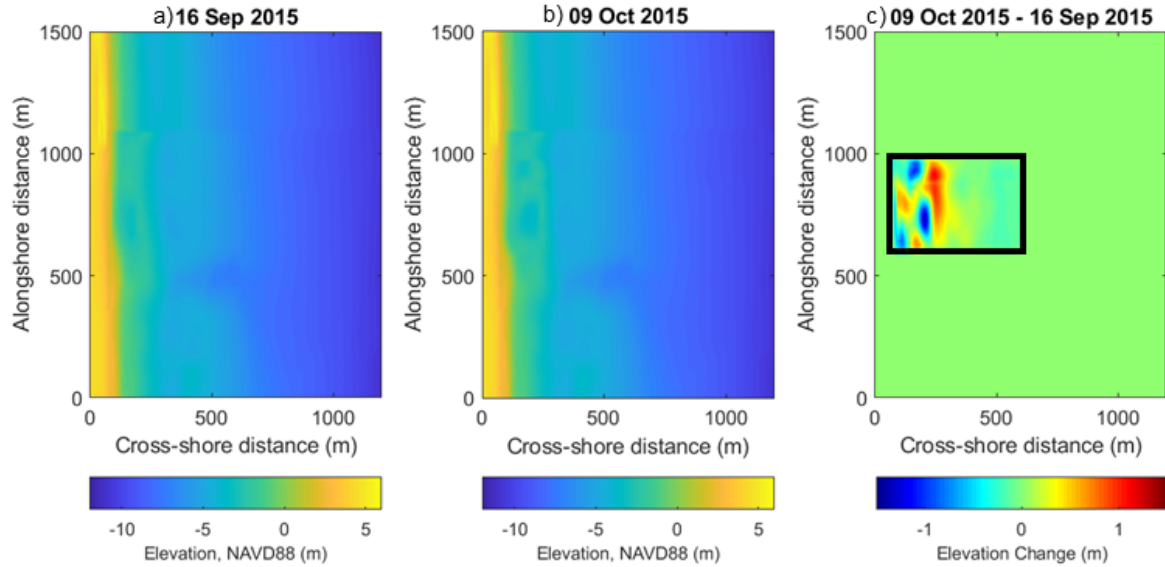 a) 16 Sep 2015
1500
1000
500
0
Alongshore distance (m)
0 500 1000
Cross-shore distance (m)
-10 -5 0 5
Elevation, NAVD88 (m)
b) 09 Oct 2015
1500
1000
500
0
Alongshore distance (m)
0 500 1000
Cross-shore distance (m)
-10 -5 0 5
Elevation, NAVD88 (m)
c) 09 Oct 2015 - 16 Sep 2015
1500
1000
500
0
Alongshore distance (m)
0 500 1000
Cross-shore distance (m)
-1 0 1
Elevation Change (m)